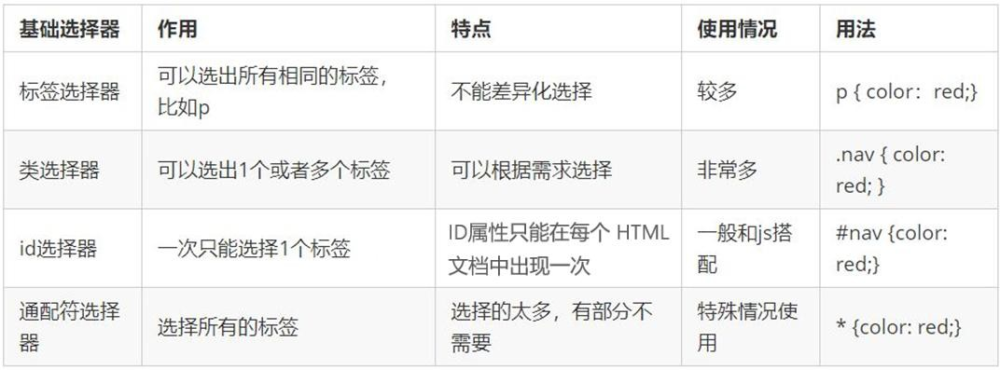 基础选择器 作用 特点 使用情况 用法
标签选择器 可以选出所有相同的标签，
比如p 不能差异化选择 较多 p { color：red;}
类选择器 可以选出1个或者多个标签 可以根据需求选择 非常多 .nav { color:
red; }
id选择器 一次只能选择1个标签 ID属性只能在每个 HTML
文档中出现一次 一般和js搭
配 #nav {color:
red;}
通配符选择
器 选择所有的标签 选择的太多，有部分不
需要 特殊情况使
用 * {color: red;}